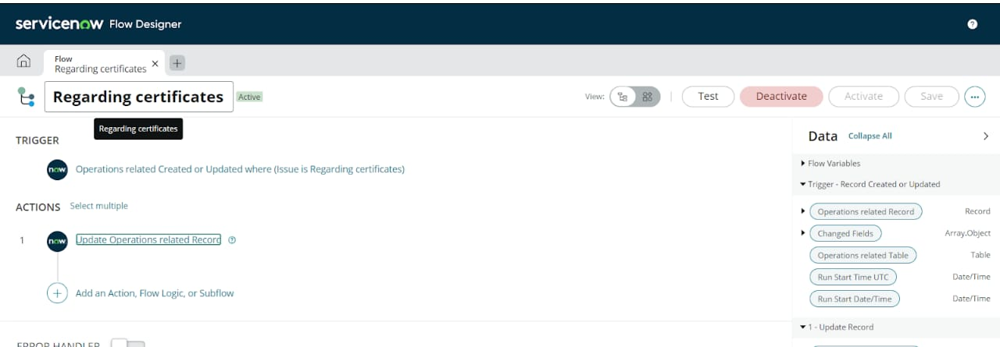 servicenow Flow Designer
Flow
Regarding certificates
Regarding certificates Active View: Test Deactivate Activate Save
Regarding certificates
TRIGGER
now Operations related Created or Updated where (Issue is Regarding certificates)
ACTIONS Select multiple
1 now Update Operations related Record
Add an Action, Flow Logic, or Subflow
ERROR HANDLER
Data Collapse All
Flow Variables
Trigger - Record Created or Updated
Operations related Record Record
Changed Fields Array.Object
Operations related Table Table
Run Start Time UTC Date/Time
Run Start Date/Time Date/Time
1 - Update Record